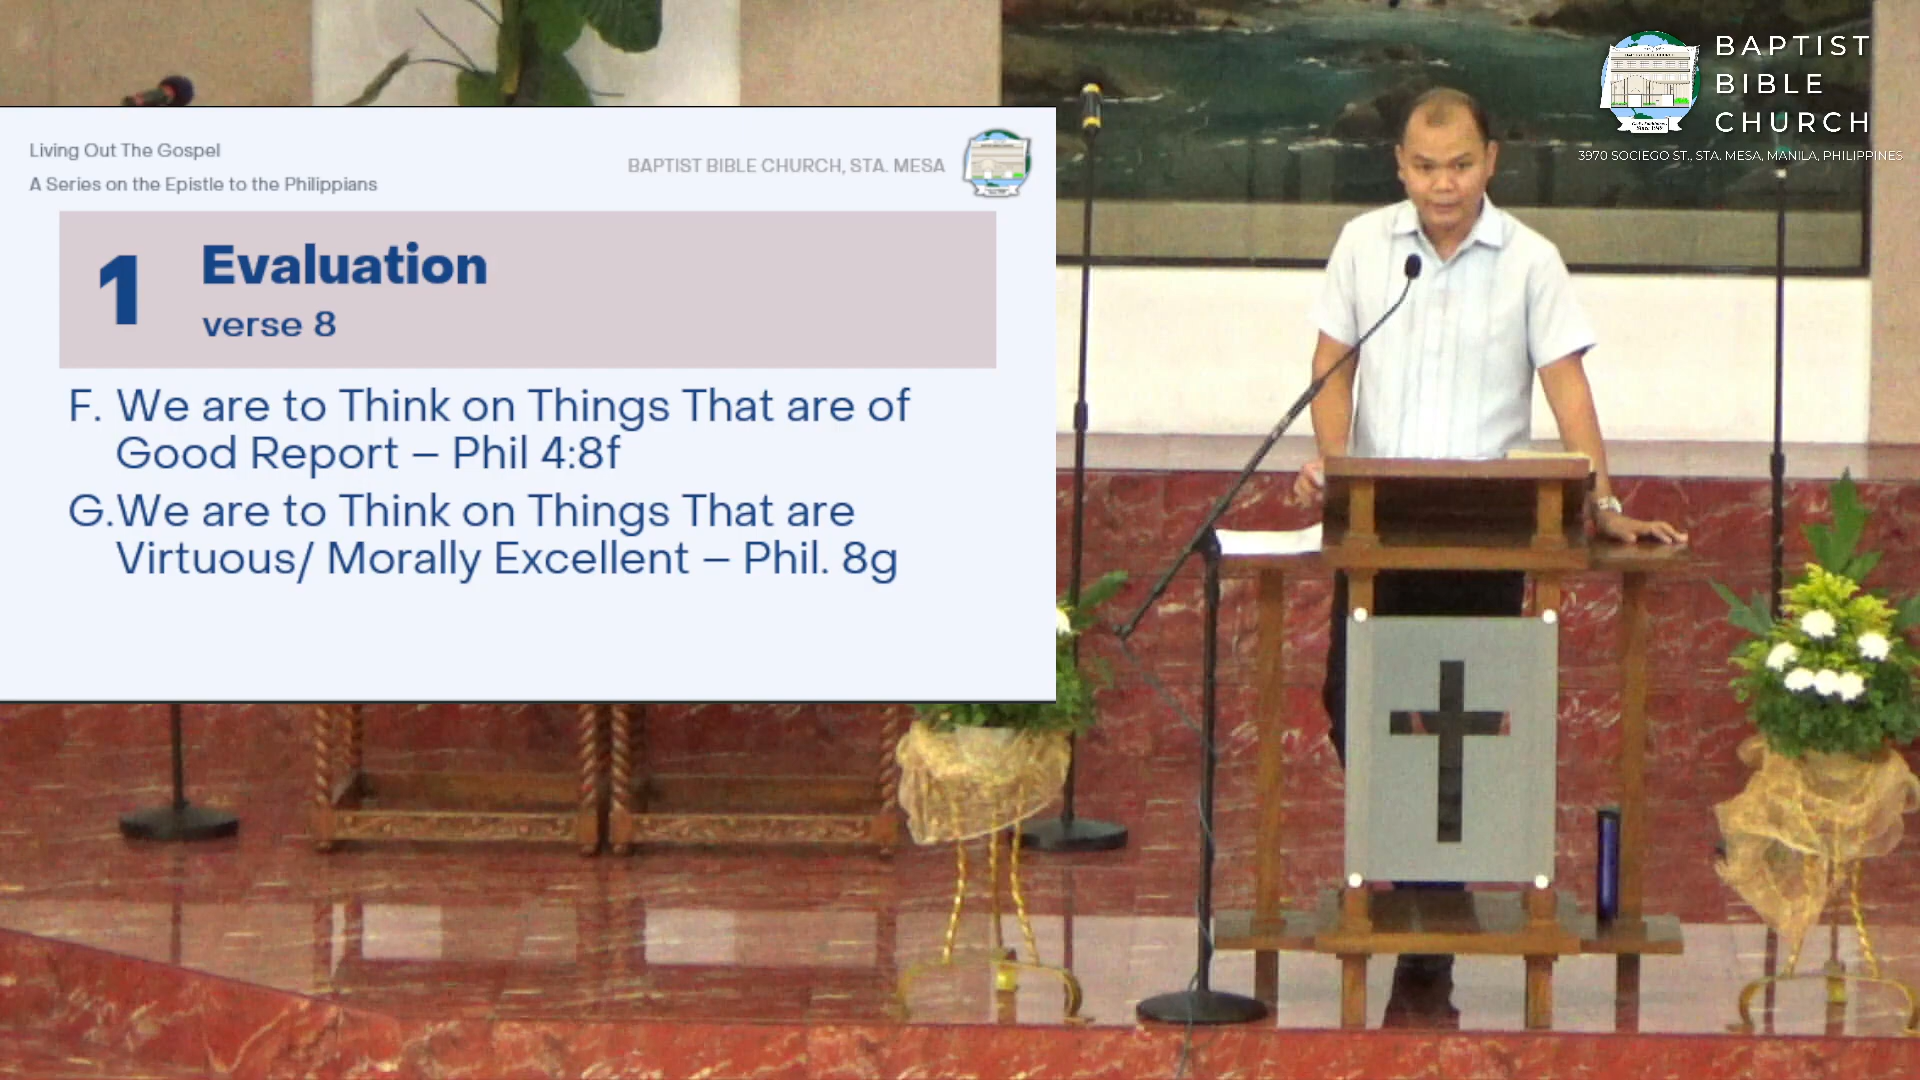 BAPTIST
BIBLE
CHURCH
3970 SOCIEGO ST., STA. MESA, MANILA, PHILIPPINES
Living Out The Gospel
A Series on the Epistle to the Philippians
BAPTIST BIBLE CHURCH, STA. MESA
1 Evaluation
verse 8
F. We are to Think on Things That are of
Good Report – Phil 4:8f
G.We are to Think on Things That are
Virtuous/ Morally Excellent – Phil. 8g